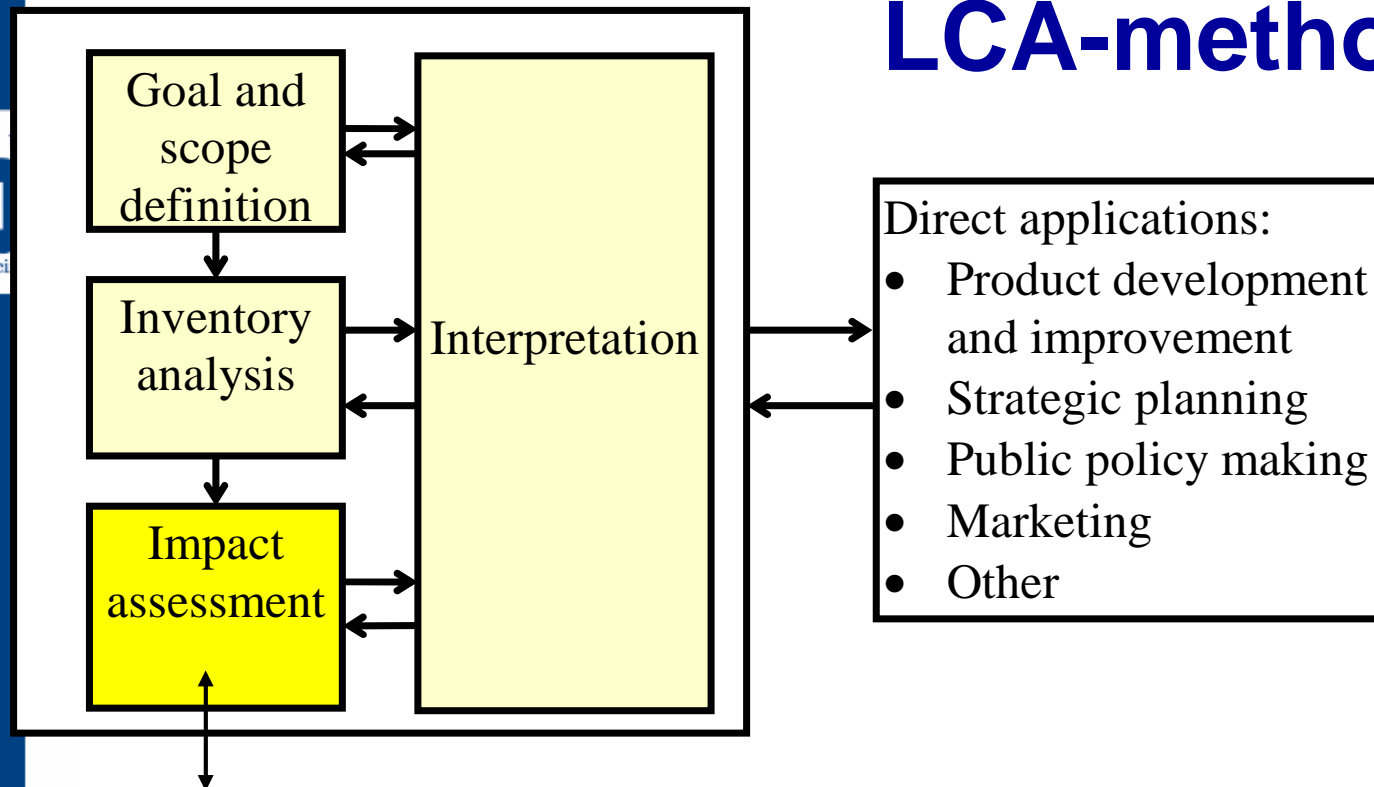 LCA-metho
Goal and
scope
definition
Inventory
analysis
Impact
assessment
Interpretation
Direct applications:
• Product development
and improvement
• Strategic planning
• Public policy making
• Marketing
• Other